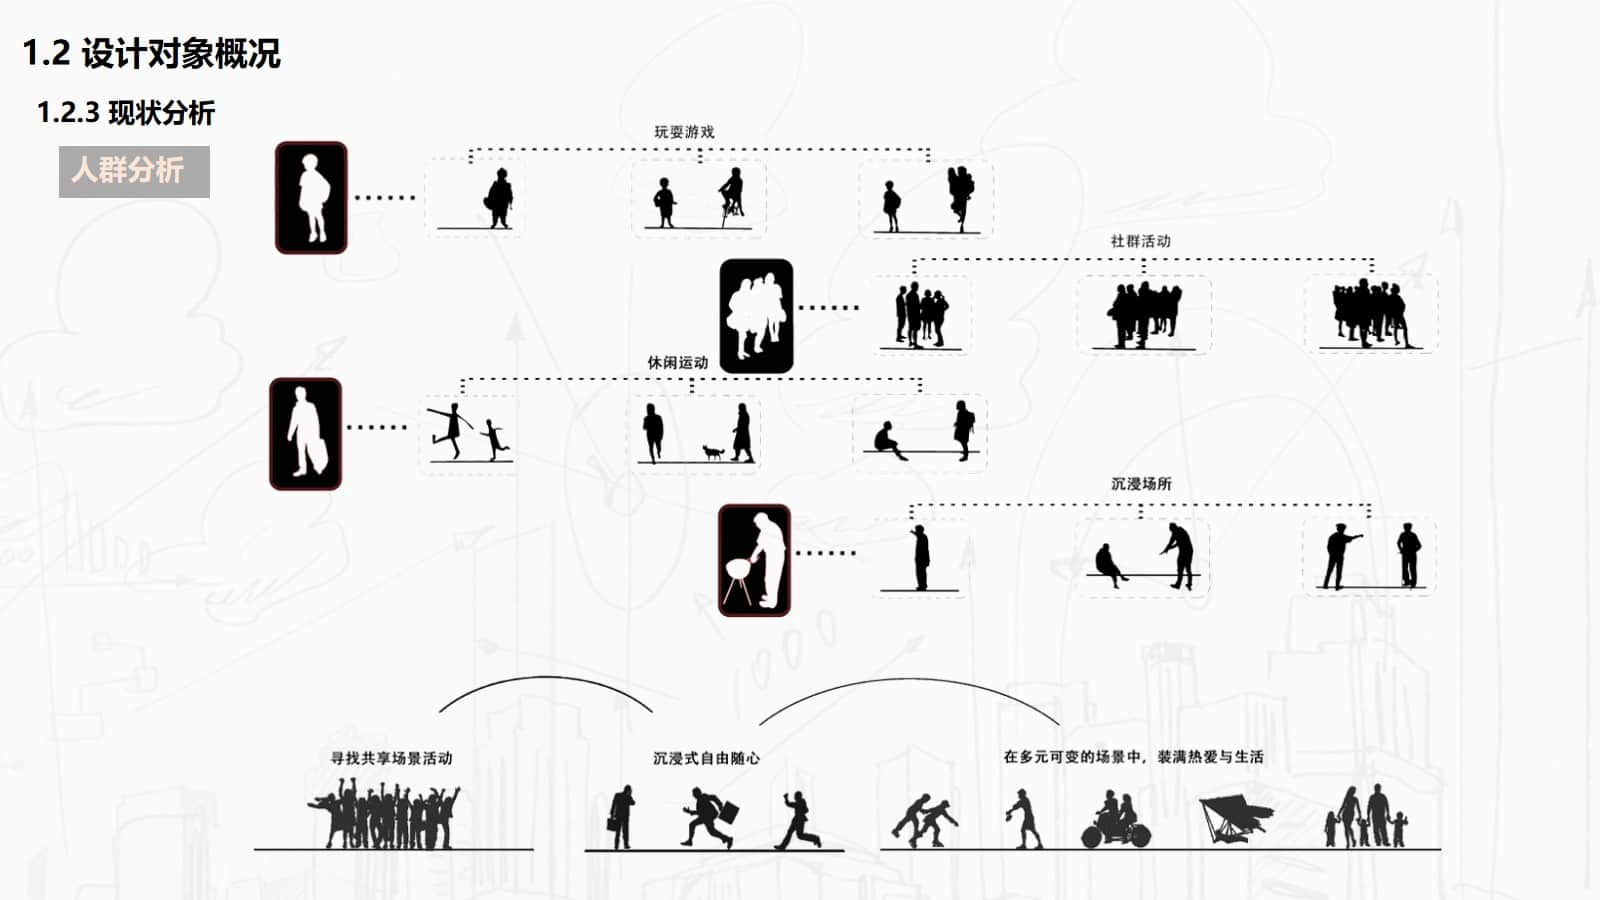 1.2 设计对象概况
1.2.3 现状分析
人群分析
玩耍游戏
社群活动
休闲运动
沉浸场所
寻找共享场景活动
沉浸式自由随心
在多元可变的场景中，装满热爱与生活